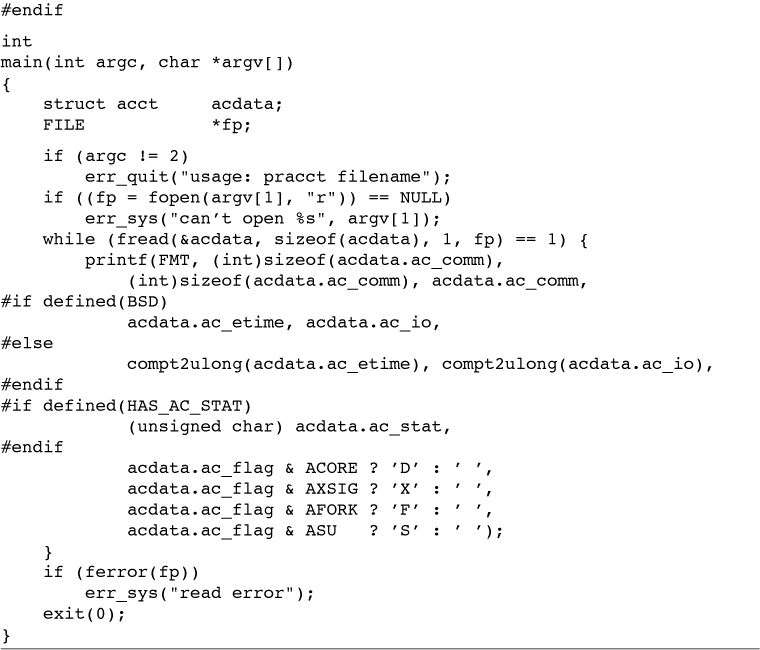 #endif
int
main(int argc, char *argv[])
{
    struct acct     acdata;
    FILE            *fp;
    if (argc != 2)
        err_quit("usage: pracct filename");
    if ((fp = fopen(argv[1], "r")) == NULL)
        err_sys("can’t open %s", argv[1]);
    while (fread(&acdata, sizeof(acdata), 1, fp) == 1) {
        printf(FMT, (int)sizeof(acdata.ac_comm),
            (int)sizeof(acdata.ac_comm), acdata.ac_comm,
#if defined(BSD)
            acdata.ac_etime, acdata.ac_io,
#else
            compt2ulong(acdata.ac_etime), compt2ulong(acdata.ac_io),
#endif
#if defined(HAS_AC_STAT)
            (unsigned char) acdata.ac_stat,
#endif
            acdata.ac_flag & ACORE ? ’D’ : ’ ’,
            acdata.ac_flag & AXSIG ? ’X’ : ’ ’,
            acdata.ac_flag & AFORK ? ’F’ : ’ ’,
            acdata.ac_flag & ASU   ? ’S’ : ’ ’);
    }
    if (ferror(fp))
        err_sys("read error");
    exit(0);
}